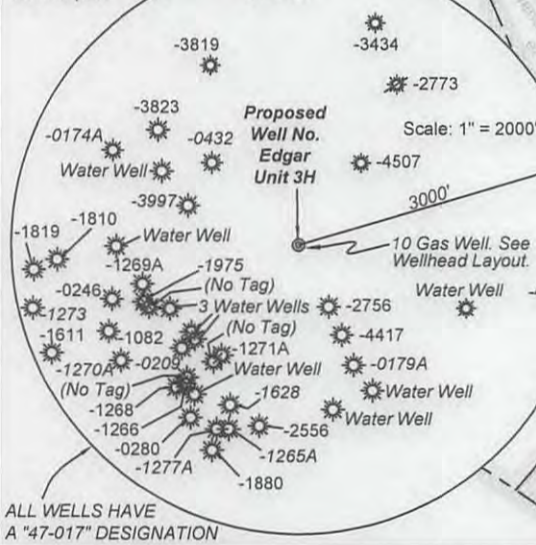 -3819
-3434
-2773
-3823
Proposed
Well No.
Edgar
Unit 3H
Scale: 1" = 2000'
-0174A
-0432
Water Well
-4507
-3997
3000'
-1819
-1810
Water Well
10 Gas Well. See
Wellhead Layout.
-1269A
-1975
(No Tag)
Water Well
-0246
3 Water Wells
-2756
-1273
(No Tag)
-1611
-1082
-4417
-1271A
-0209
-1270A
Water Well
-0179A
(No Tag)
-1628
Water Well
-1268
-1266
Water Well
-0280
-2556
-1277A
-1265A
-1880
ALL WELLS HAVE
A "47-017" DESIGNATION